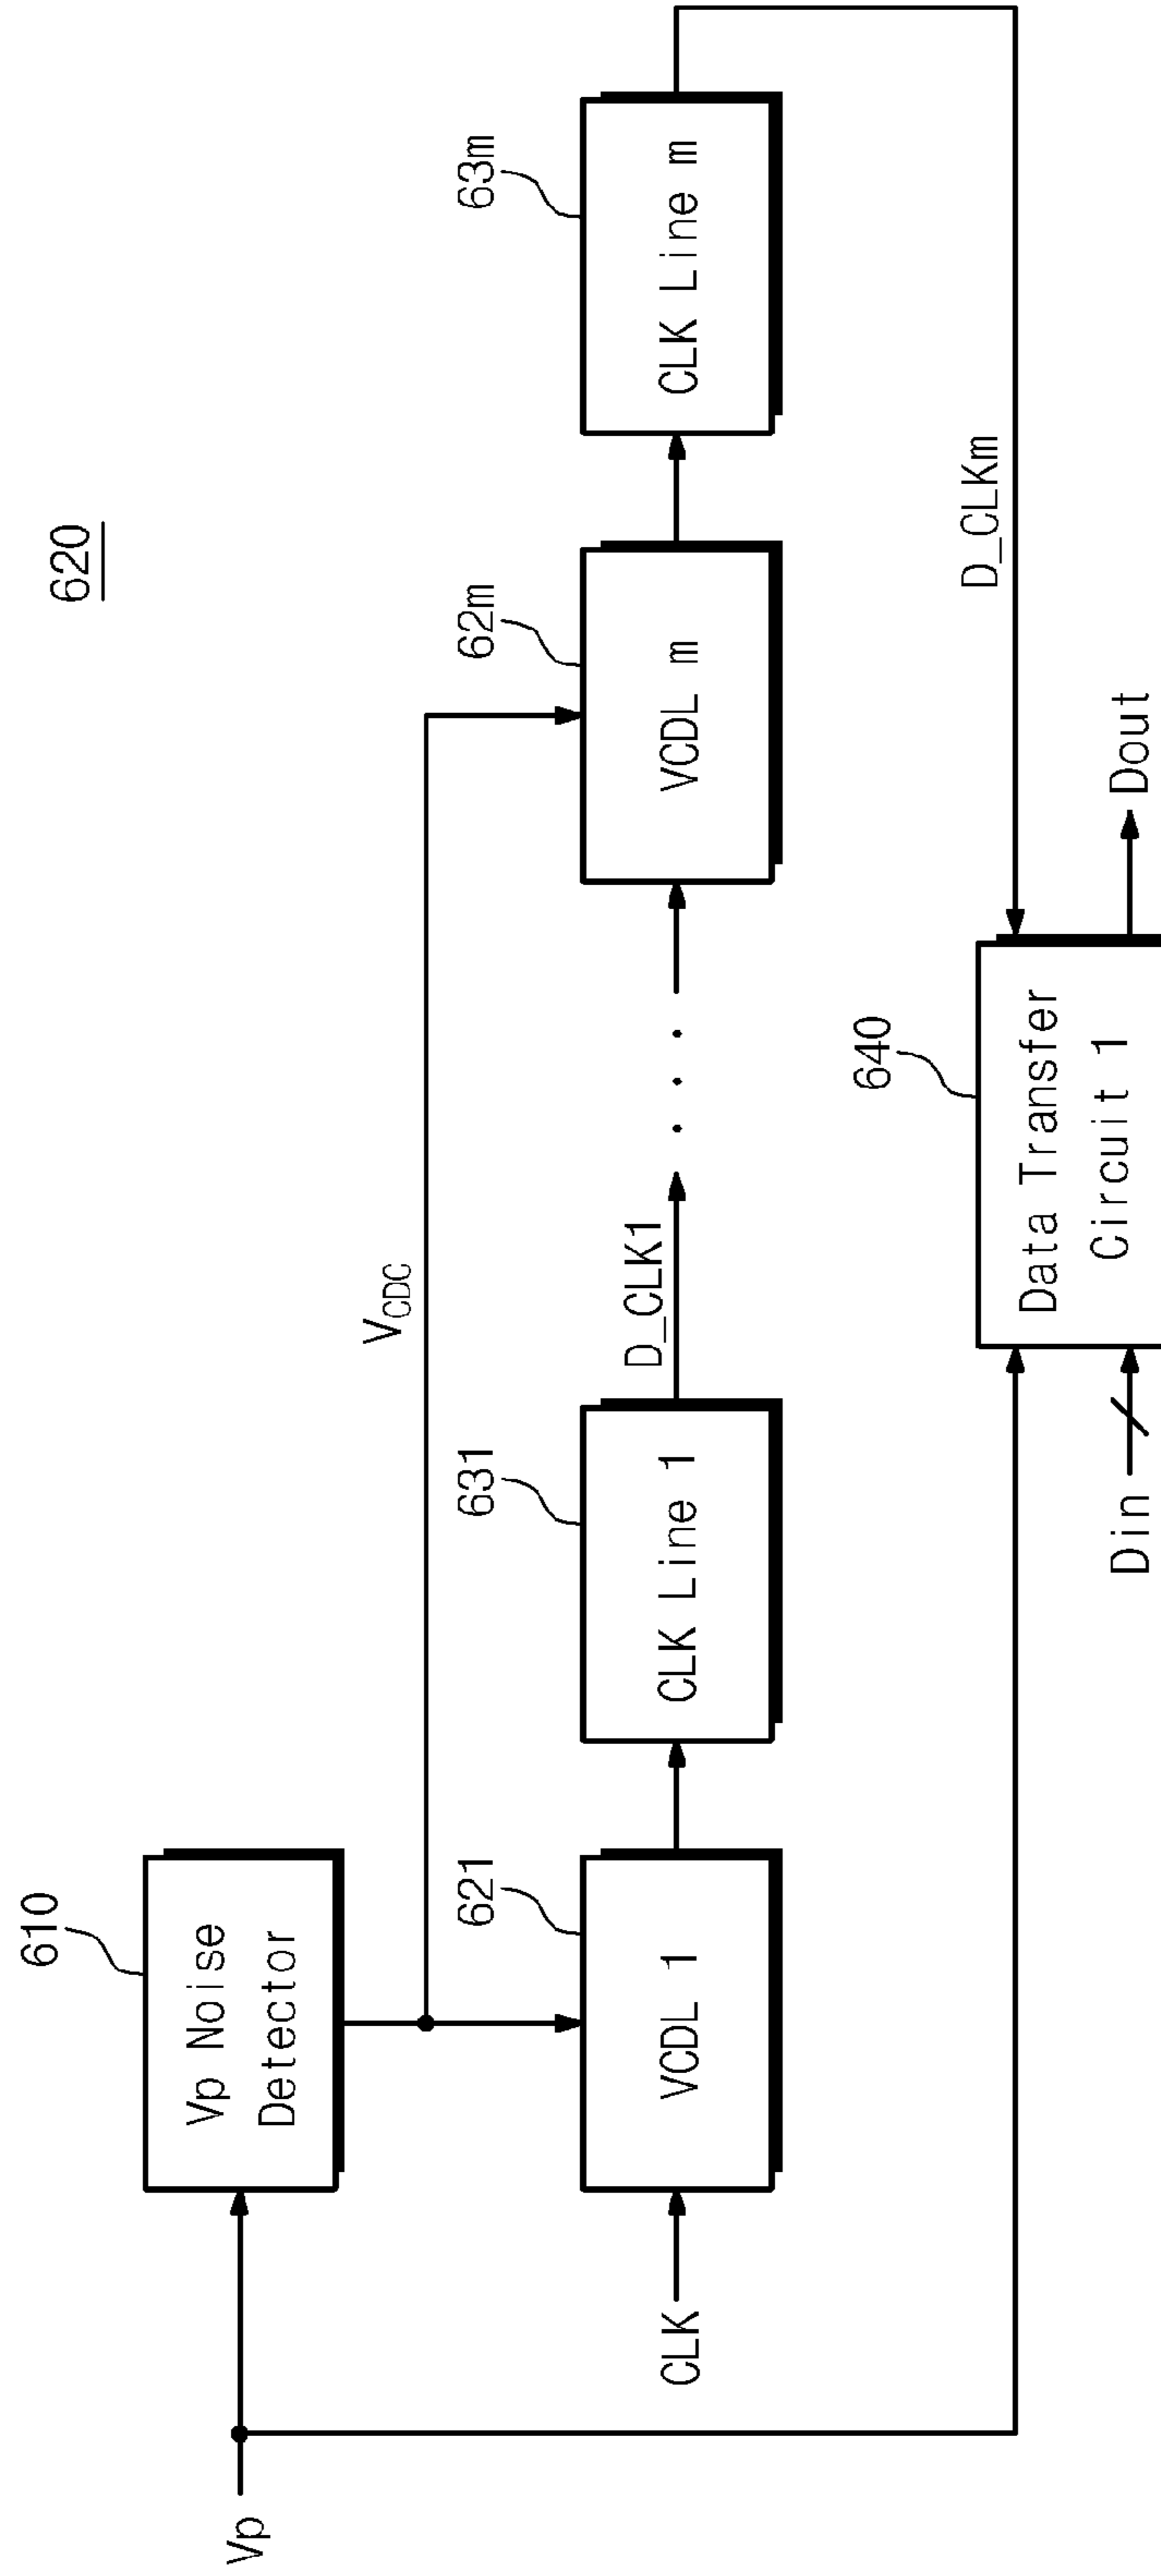 620
610
Vp Noise
Detector
Vp
V_CDC
621
VCDL 1
631
CLK Line 1
62m
VCDL m
63m
CLK Line m
CLK
D_CLK1
. . .
D_CLKm
640
Data Transfer
Circuit 1
Din
Dout